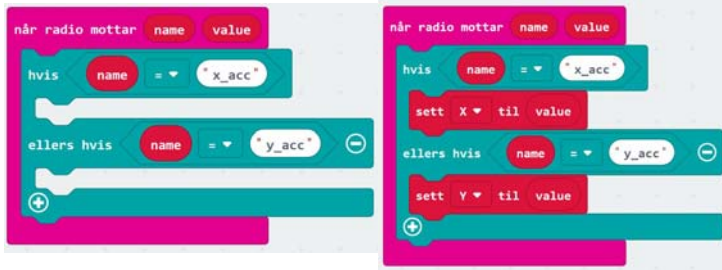 når radio mottar name value
hvis name = "x_acc"
ellers hvis name = "y_acc"
når radio mottar name value
hvis name = "x_acc"
sett X til value
ellers hvis name = "y_acc"
sett Y til value